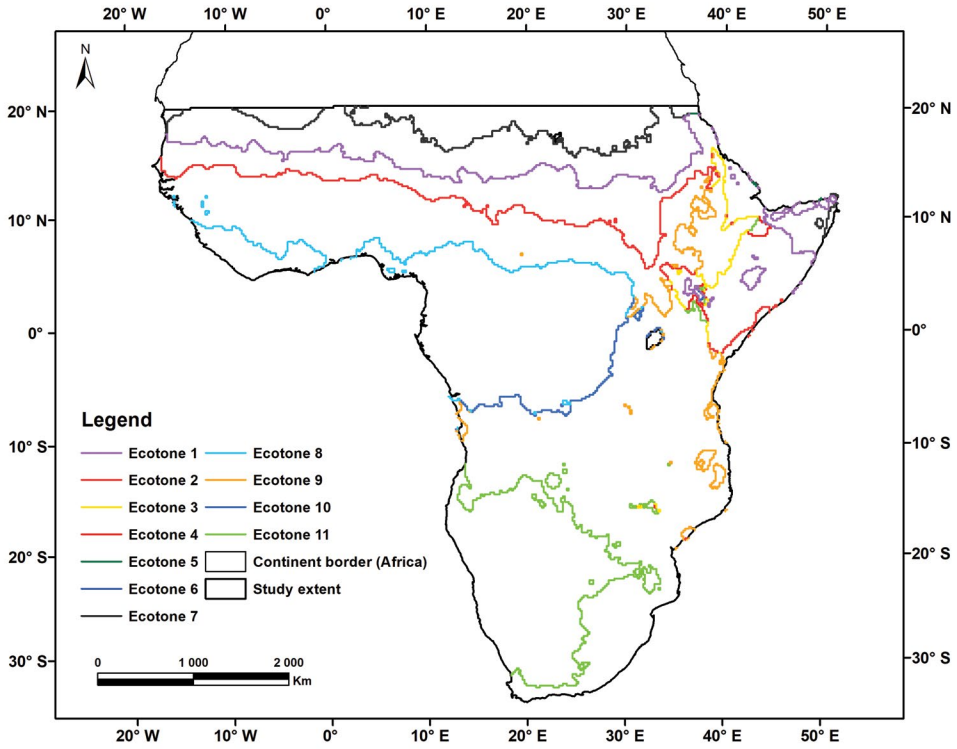 20° W 10° W 0° 10° E 20° E 30° E 40° E 50° E
N
20° N 20° N
10° N 10° N
0° 0°
Legend
10° S 10° S
Ecotone 1 Ecotone 8
Ecotone 2 Ecotone 9
Ecotone 3 Ecotone 10
Ecotone 4 Ecotone 11
Ecotone 5 Continent border (Africa)
Ecotone 6 Study extent
Ecotone 7
20° S 20° S
30° S 30° S
0 1 000 2 000
Km
20° W 10° W 0° 10° E 20° E 30° E 40° E 50° E